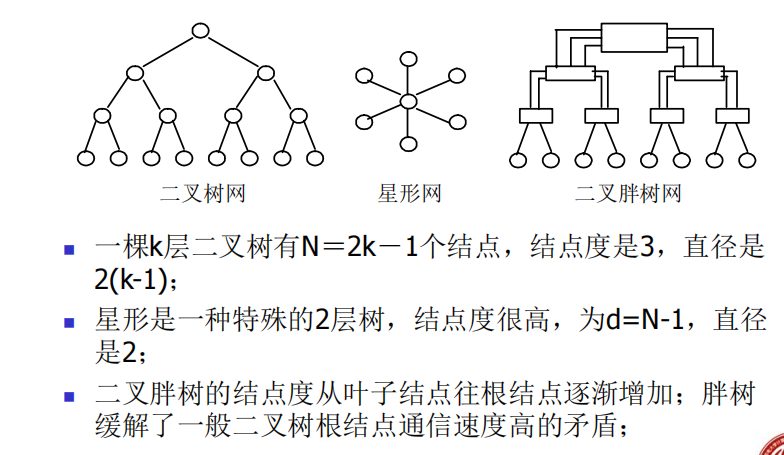 二叉树网 星形网 二叉胖树网
一棵k层二叉树有N＝2k－1个结点，结点度是3，直径是
2(k-1)；
星形是一种特殊的2层树，结点度很高，为d=N-1，直径
是2；
二叉胖树的结点度从叶子结点往根结点逐渐增加；胖树
缓解了一般二叉树根结点通信速度高的矛盾；